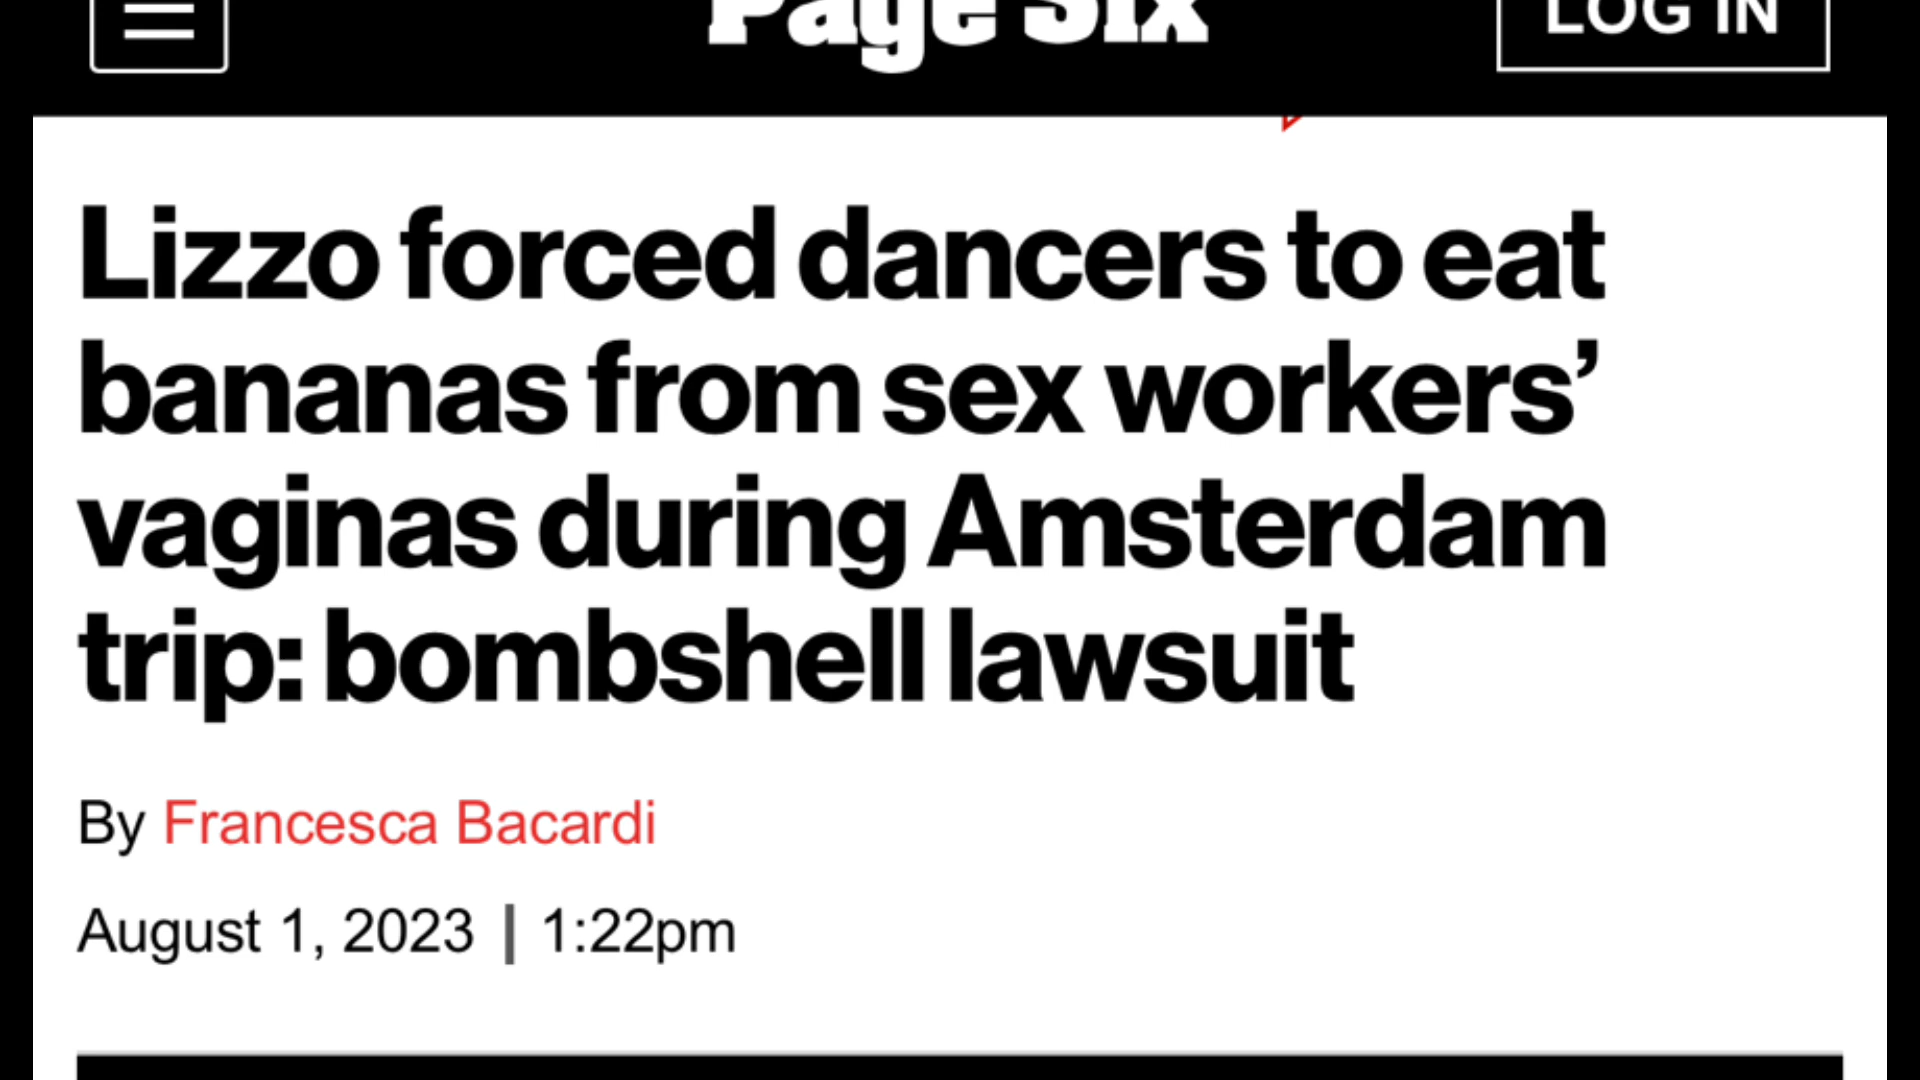 Page Six
LOG IN
Lizzo forced dancers to eat
bananas from sex workers’
vaginas during Amsterdam
trip: bombshell lawsuit
By Francesca Bacardi
August 1, 2023 | 1:22pm